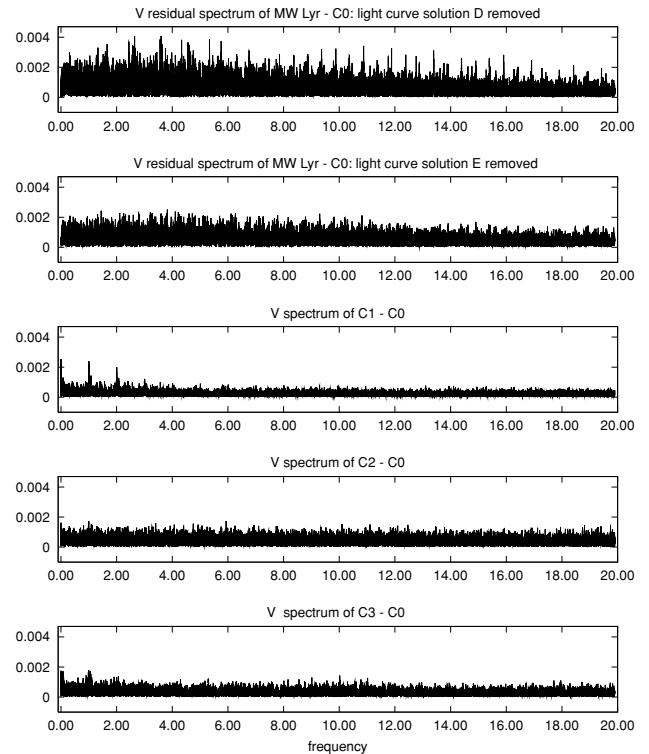 V residual spectrum of MW Lyr - C0: light curve solution D removed
0.004
0.002
0
0.00 2.00 4.00 6.00 8.00 10.00 12.00 14.00 16.00 18.00 20.00
V residual spectrum of MW Lyr - C0: light curve solution E removed
0.004
0.002
0
0.00 2.00 4.00 6.00 8.00 10.00 12.00 14.00 16.00 18.00 20.00
V spectrum of C1 - C0
0.004
0.002
0
0.00 2.00 4.00 6.00 8.00 10.00 12.00 14.00 16.00 18.00 20.00
V spectrum of C2 - C0
0.004
0.002
0
0.00 2.00 4.00 6.00 8.00 10.00 12.00 14.00 16.00 18.00 20.00
V spectrum of C3 - C0
0.004
0.002
0
0.00 2.00 4.00 6.00 8.00 10.00 12.00 14.00 16.00 18.00 20.00
frequency